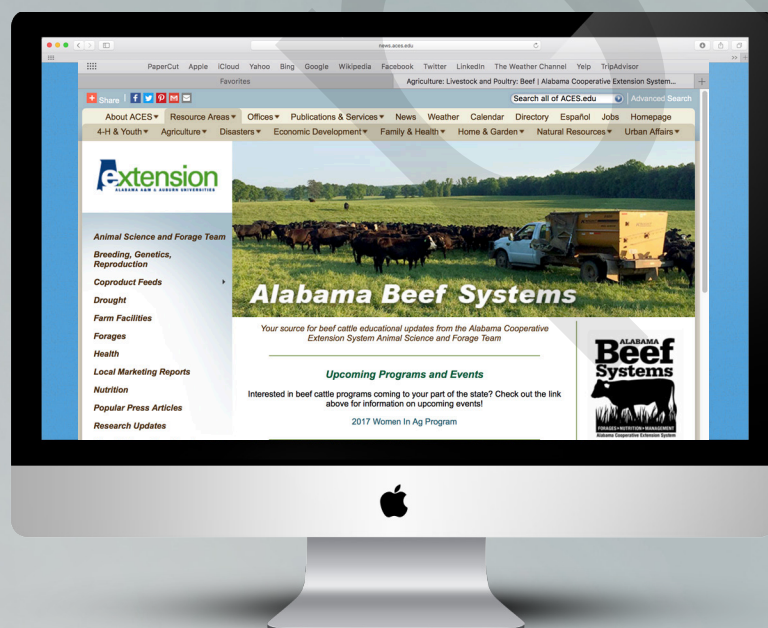 news.aces.edu
PaperCut Apple iCloud Yahoo Bing Google Wikipedia Facebook Twitter LinkedIn The Weather Channel Yelp TripAdvisor
Favorites
Agriculture: Livestock and Poultry: Beef | Alabama Cooperative Extension System...
Share
Search all of ACES.edu
Advanced Search
About ACES Resource Areas Offices Publications & Services News Weather Calendar Directory Español Jobs Homepage
4-H & Youth Agriculture Disasters Economic Development Family & Health Home & Garden Natural Resources Urban Affairs
extension
ALABAMA A&M & AUBURN UNIVERSITIES
Animal Science and Forage Team
Breeding, Genetics,
Reproduction
Coproduct Feeds
Drought
Farm Facilities
Forages
Health
Local Marketing Reports
Nutrition
Popular Press Articles
Research Updates
Alabama Beef Systems
Your source for beef cattle educational updates from the Alabama Cooperative
Extension System Animal Science and Forage Team
Upcoming Programs and Events
Interested in beef cattle programs coming to your part of the state? Check out the link
above for information on upcoming events!
2017 Women In Ag Program
ALABAMA
Beef
Systems
FORAGES•NUTRITION•MANAGEMENT
Alabama Cooperative Extension System